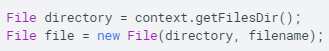 File directory = context.getFilesDir();
File file = new File(directory, filename);